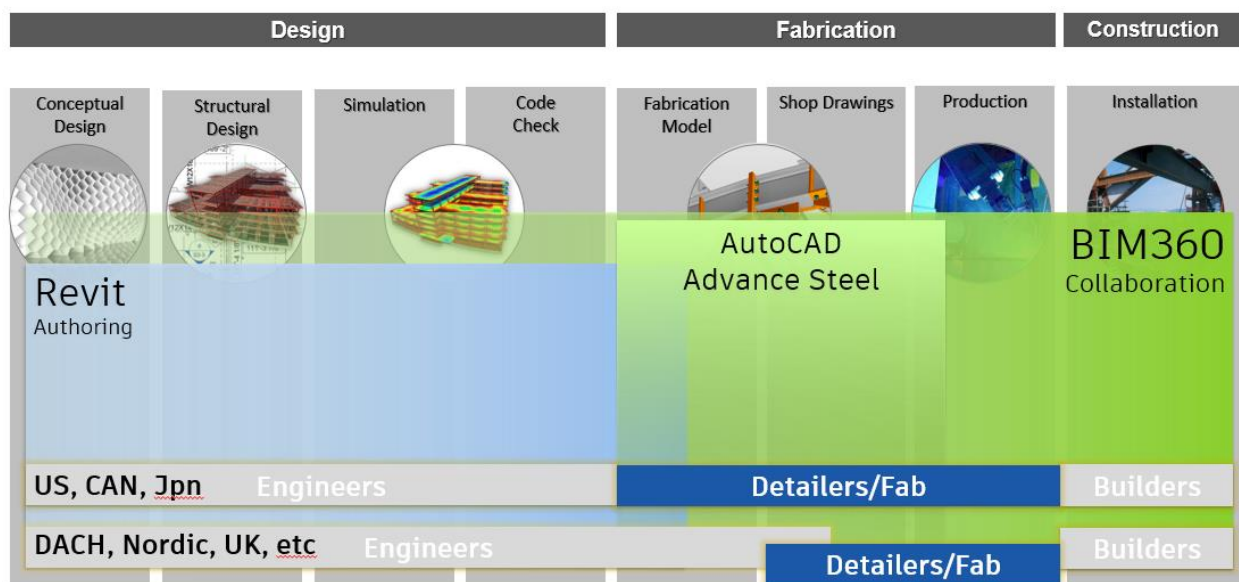 Design
Fabrication
Construction
Conceptual
Design
Structural
Design
Simulation
Code
Check
Fabrication
Model
Shop Drawings
Production
Installation
Revit
Authoring
AutoCAD
Advance Steel
BIM360
Collaboration
US, CAN, Jpn
Engineers
Detailers/Fab
Builders
DACH, Nordic, UK, etc
Engineers
Detailers/Fab
Builders